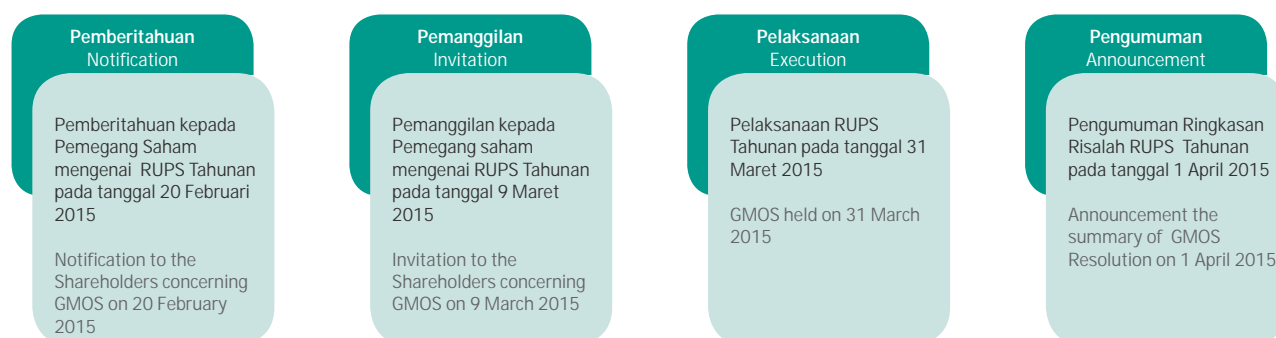 Pemberitahuan
Notification
Pemberitahuan kepada
Pemegang Saham
mengenai RUPS Tahunan
pada tanggal 20 Februari
2015
Notification to the
Shareholders concerning
GMOS on 20 February
2015
Pemanggilan
Invitation
Pemanggilan kepada
Pemegang saham
mengenai RUPS Tahunan
pada tanggal 9 Maret
2015
Invitation to the
Shareholders concerning
GMOS on 9 March 2015
Pelaksanaan
Execution
Pelaksanaan RUPS
Tahunan pada tanggal 31
Maret 2015
GMOS held on 31 March
2015
Pengumuman
Announcement
Pengumuman Ringkasan
Risalah RUPS Tahunan
pada tanggal 1 April 2015
Announcement the
summary of GMOS
Resolution on 1 April 2015